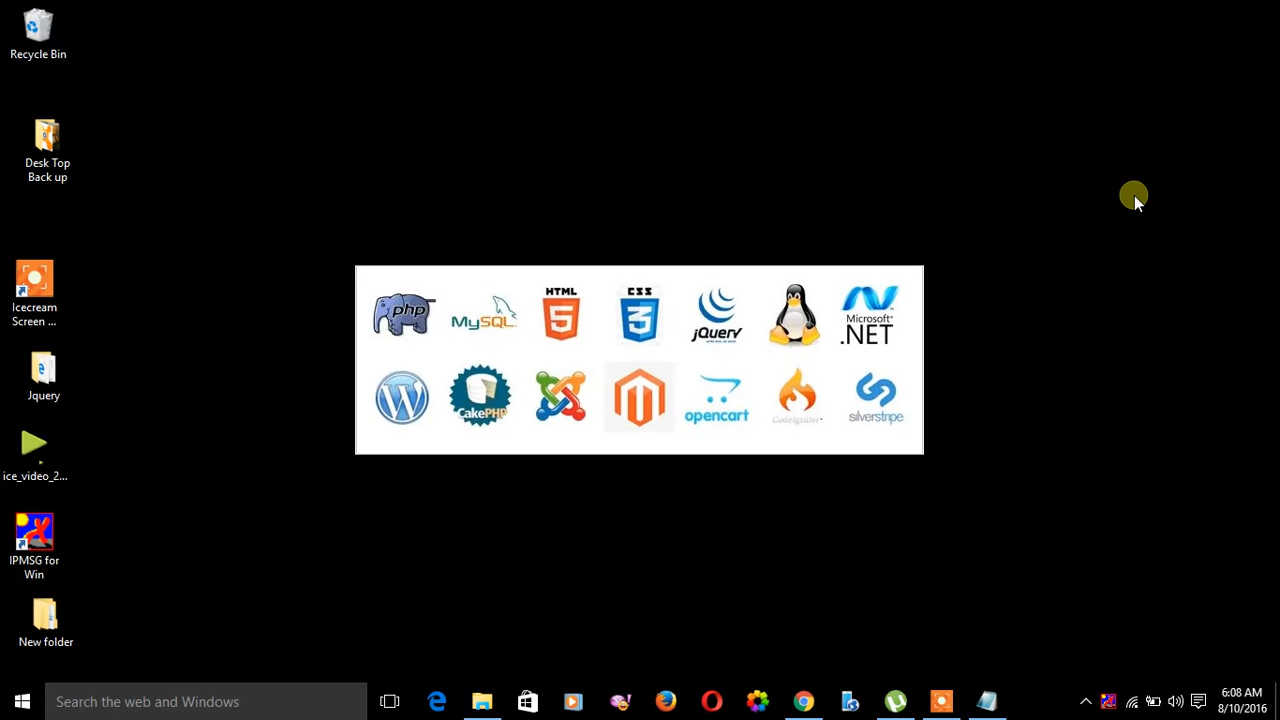 Recycle Bin
Desk Top
Back up
Icecream
Screen ...
Jquery
ice_video_2...
IPMSG for
Win
New folder
php
MySQL
HTML
5
CSS
3
jQuery
Microsoft®
.NET
W
CakePHP
opencart
CodeIgniter
silverstripe
Search the web and Windows
6:08 AM
8/10/2016